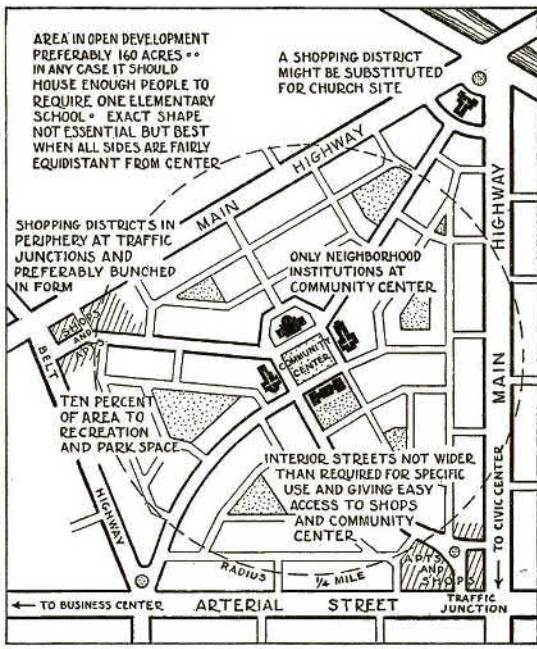 AREA IN OPEN DEVELOPMENT
PREFERABLY 160 ACRES ••
IN ANY CASE IT SHOULD
HOUSE ENOUGH PEOPLE TO
REQUIRE ONE ELEMENTARY
SCHOOL • EXACT SHAPE
NOT ESSENTIAL BUT BEST
WHEN ALL SIDES ARE FAIRLY
EQUIDISTANT FROM CENTER
A SHOPPING DISTRICT
MIGHT BE SUBSTITUTED
FOR CHURCH SITE
MAIN HIGHWAY
HIGHWAY
MAIN
SHOPPING DISTRICTS IN
PERIPHERY AT TRAFFIC
JUNCTIONS AND
PREFERABLY BUNCHED
IN FORM
ONLY NEIGHBORHOOD
INSTITUTIONS AT
COMMUNITY CENTER
SHOPS
AND
APTS
BELT
HIGHWAY
COMMUNITY
CENTER
TEN PERCENT
OF AREA TO
RECREATION
AND PARK SPACE
INTERIOR STREETS NOT WIDER
THAN REQUIRED FOR SPECIFIC
USE AND GIVING EASY
ACCESS TO SHOPS
AND COMMUNITY
CENTER
TO CIVIC CENTER
APTS
AND
SHOPS
RADIUS 1/4 MILE
← TO BUSINESS CENTER
ARTERIAL STREET
TRAFFIC
JUNCTION